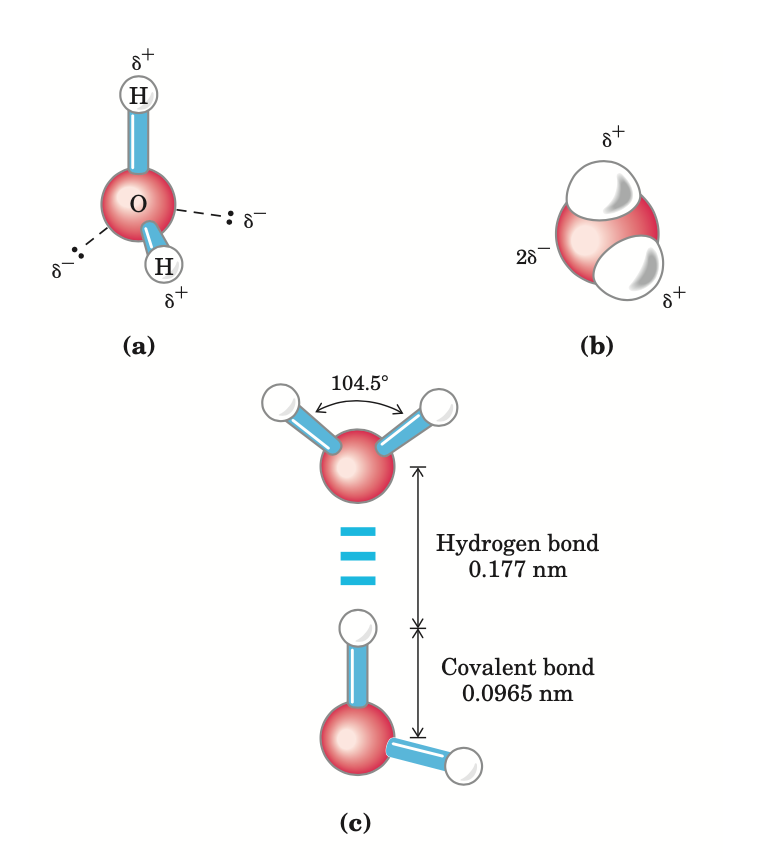 δ+
H
O
: δ−
δ− :
H
δ+
(a)
δ+
2δ−
δ+
(b)
104.5°
Hydrogen bond
0.177 nm
Covalent bond
0.0965 nm
(c)